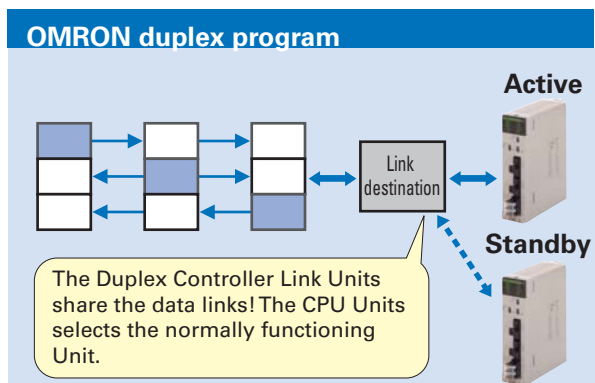 OMRON duplex program
Active
Link
destination
Standby
The Duplex Controller Link Units
share the data links! The CPU Units
selects the normally functioning
Unit.